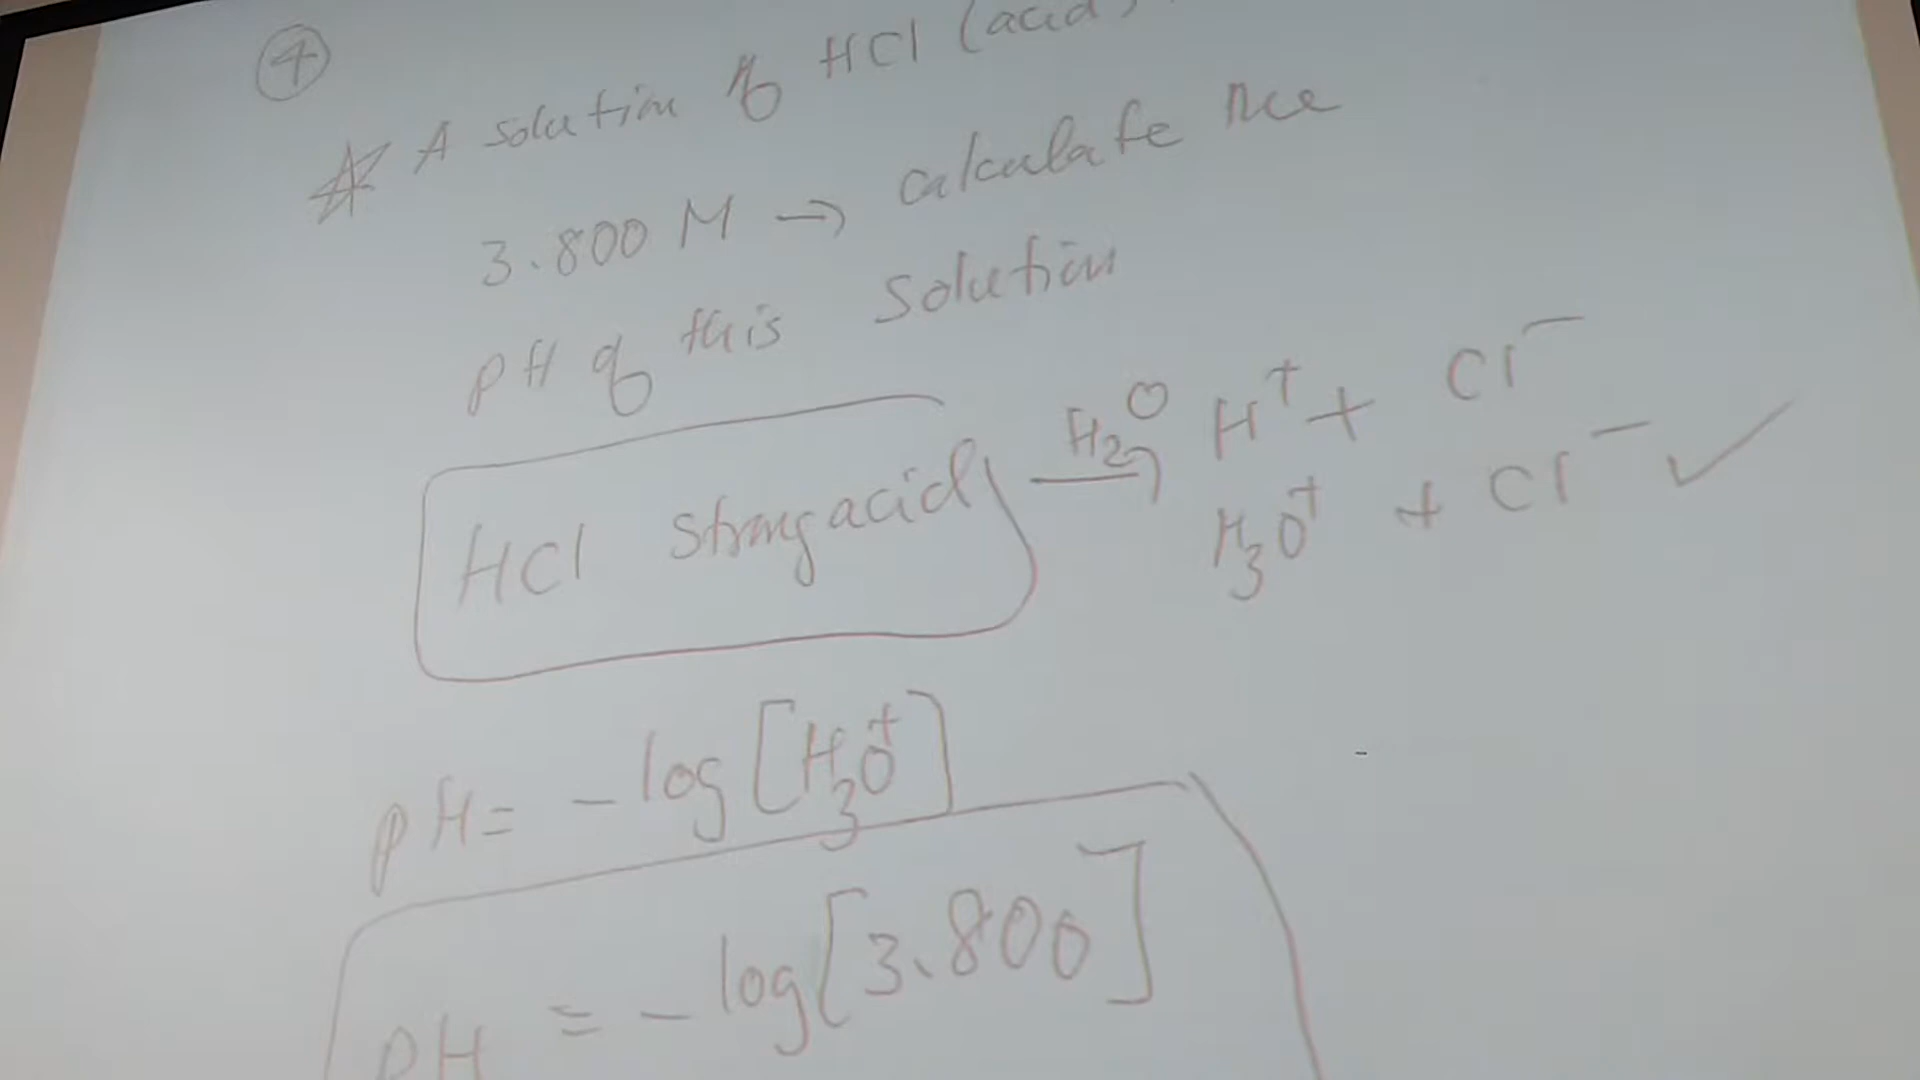 4
A solution of HCl (acid)
3.800 M → calculate the
pH of this solution
HCl strong acid H2O → H+ + Cl-
H3O+ + Cl- ✓
pH = -log[H3O+]
pH = -log[3.800]